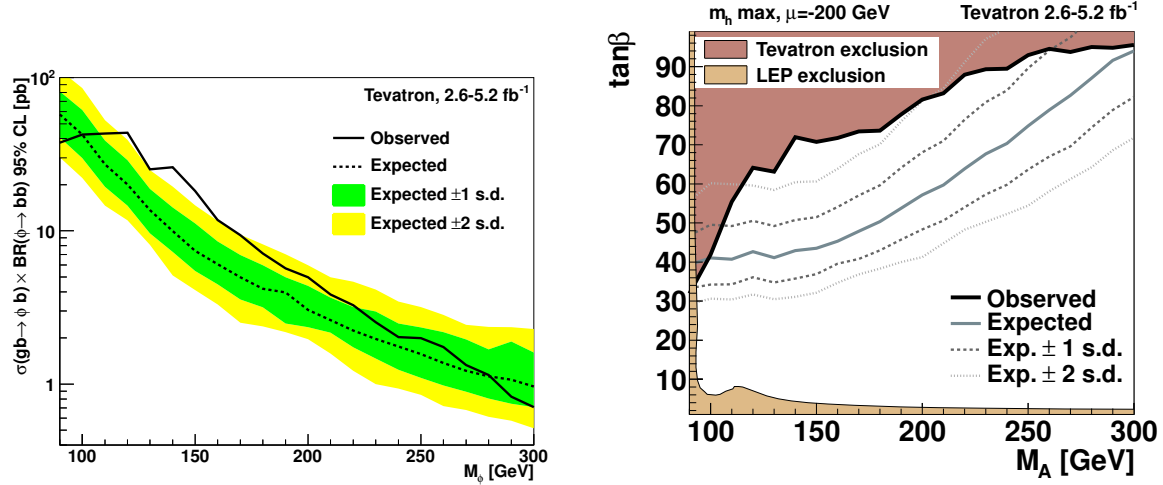 σ(gb→ ϕ b) × BR(ϕ→ bb) 95% CL [pb]
10²
10
1
Tevatron, 2.6-5.2 fb⁻¹
Observed
Expected
Expected ±1 s.d.
Expected ±2 s.d.
100 150 200 250 300
M_ϕ [GeV]
m_h max, μ=-200 GeV Tevatron 2.6-5.2 fb⁻¹
tanβ
Tevatron exclusion
LEP exclusion
90
80
70
60
50
40
30
20
10
Observed
Expected
Exp. ± 1 s.d.
Exp. ± 2 s.d.
100 150 200 250 300
M_A [GeV]